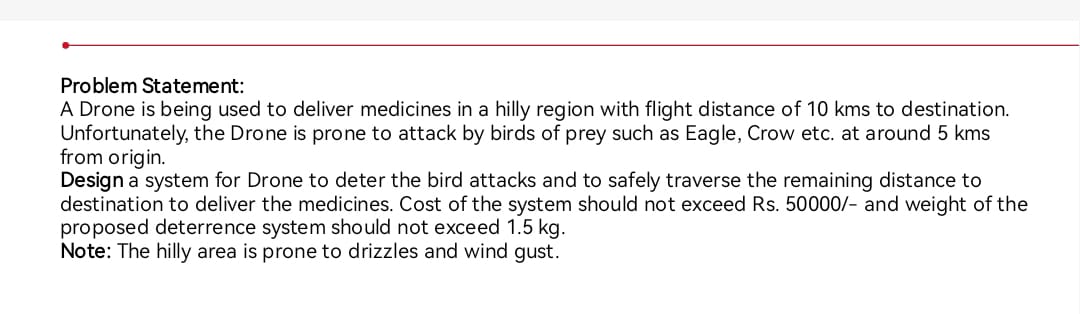 Problem Statement:
A Drone is being used to deliver medicines in a hilly region with flight distance of 10 kms to destination.
Unfortunately, the Drone is prone to attack by birds of prey such as Eagle, Crow etc. at around 5 kms
from origin.
Design a system for Drone to deter the bird attacks and to safely traverse the remaining distance to
destination to deliver the medicines. Cost of the system should not exceed Rs. 50000/- and weight of the
proposed deterrence system should not exceed 1.5 kg.
Note: The hilly area is prone to drizzles and wind gust.